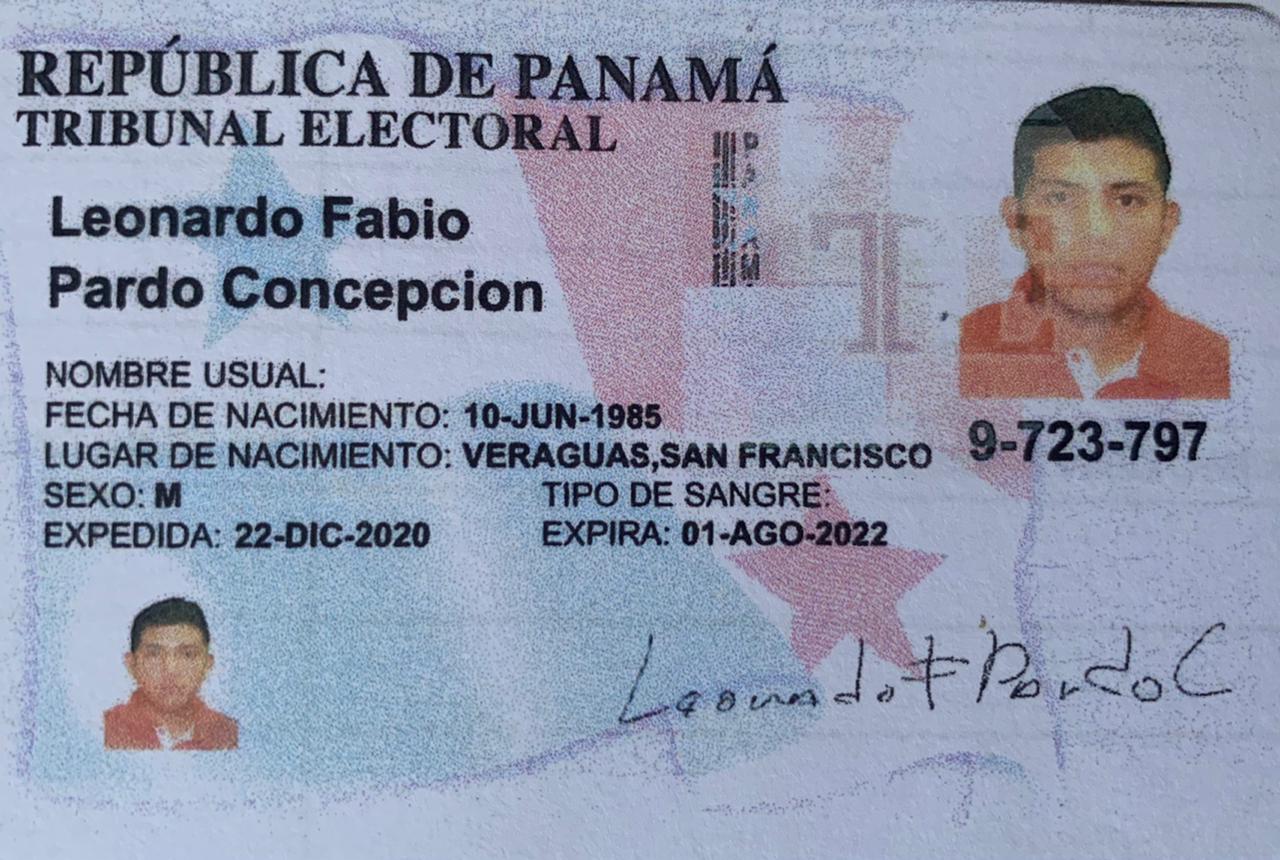 REPÚBLICA DE PANAMÁ
TRIBUNAL ELECTORAL
Leonardo Fabio
Pardo Concepcion
NOMBRE USUAL:
FECHA DE NACIMIENTO: 10-JUN-1985
LUGAR DE NACIMIENTO: VERAGUAS,SAN FRANCISCO
9-723-797
SEXO: M
TIPO DE SANGRE:
EXPEDIDA: 22-DIC-2020
EXPIRA: 01-AGO-2022
Leonardo F Pardo C